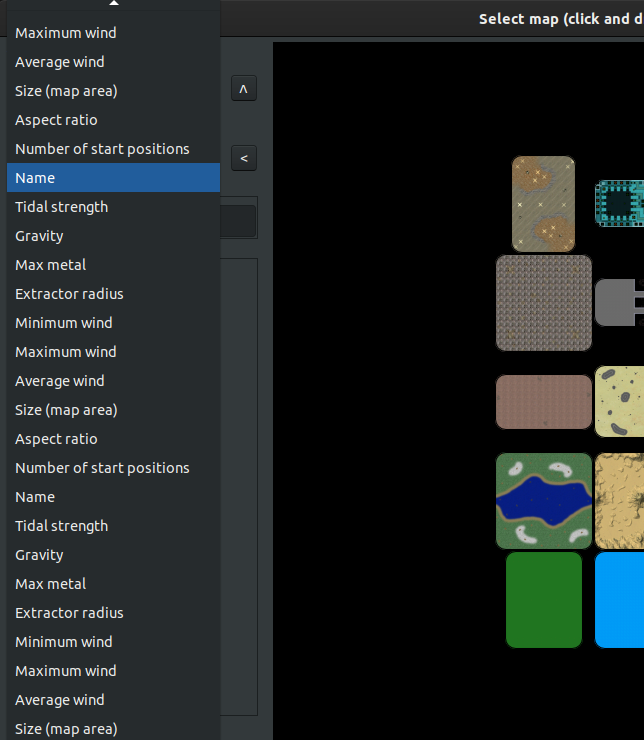 Select map (click and d
Maximum wind
Average wind
Size (map area)
Aspect ratio
Number of start positions
Name
Tidal strength
Gravity
Max metal
Extractor radius
Minimum wind
Maximum wind
Average wind
Size (map area)
Aspect ratio
Number of start positions
Name
Tidal strength
Gravity
Max metal
Extractor radius
Minimum wind
Maximum wind
Average wind
Size (map area)